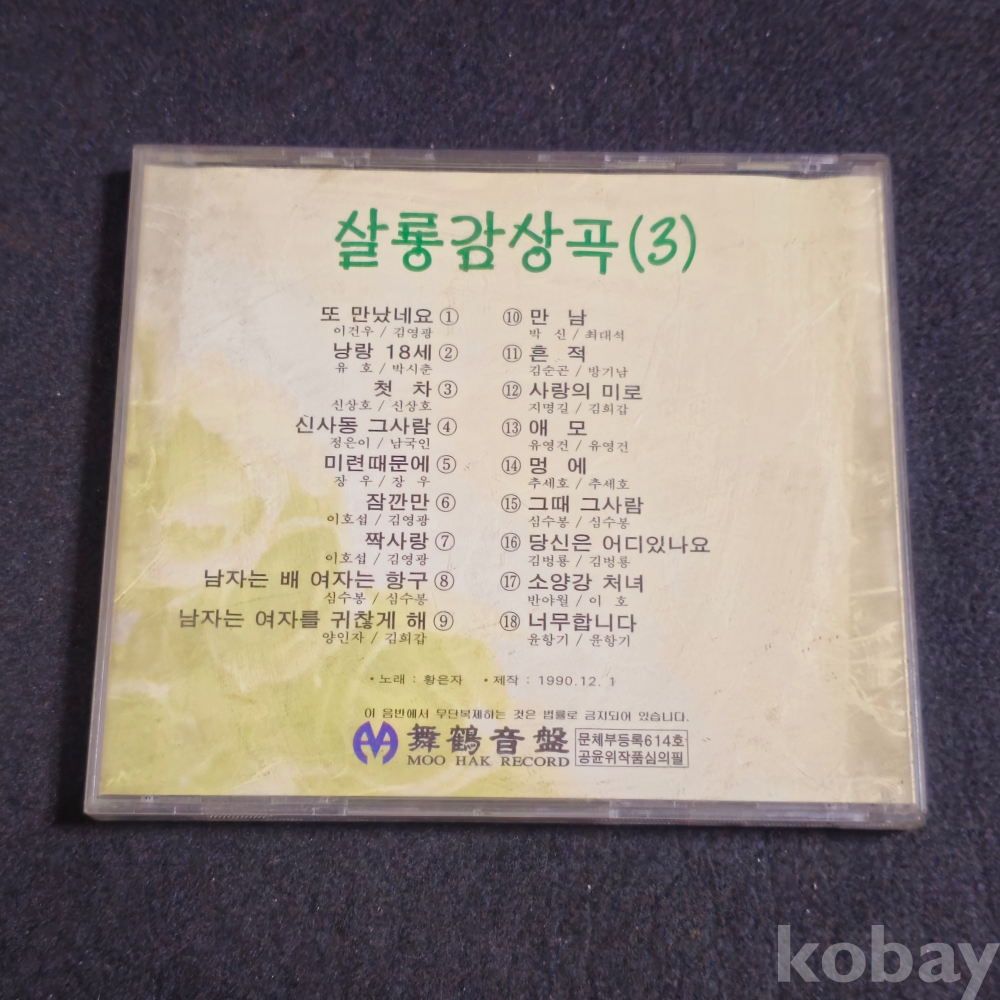 살롱감상곡(3)
또 만났네요 ①
이건우 / 김영광
낭랑 18세 ②
유 호 / 박시춘
첫 차 ③
신상호 / 신상호
신사동 그사람 ④
정은이 / 남국인
미련때문에 ⑤
장 우 / 장 우
잠깐만 ⑥
이호섭 / 김영광
짝사랑 ⑦
이호섭 / 김영광
남자는 배 여자는 항구 ⑧
심수봉 / 심수봉
남자는 여자를 귀찮게 해 ⑨
양인자 / 김희갑
⑩ 만 남
박 신 / 최대석
⑪ 흔 적
김순곤 / 방기남
⑫ 사랑의 미로
지명길 / 김희갑
⑬ 애 모
유영건 / 유영건
⑭ 멍 에
추세호 / 추세호
⑮ 그때 그사람
심수봉 / 심수봉
⑯ 당신은 어디있나요
김범룡 / 김범룡
⑰ 소양강 처녀
반야월 / 이 호
⑱ 너무합니다
윤항기 / 윤항기
• 노래 : 황은자 • 제작 : 1990.12. 1
이 음반에서 무단복제하는 것은 법률로 금지되어 있습니다.
舞鶴音盤
MOO HAK RECORD
문체부등록614호
공윤위작품심의필
kobay